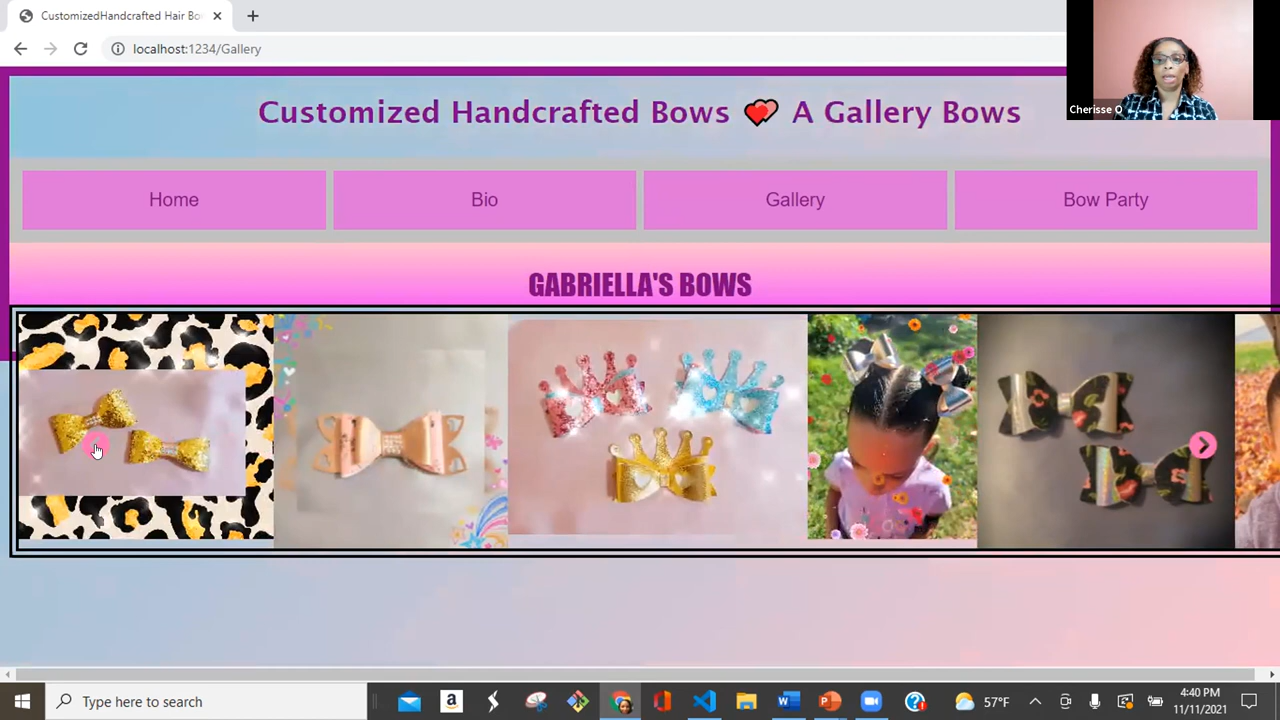 CustomizedHandcrafted Hair Bo
localhost:1234/Gallery
Cherisse O
Customized Handcrafted Bows 💕 A Gallery Bows
Home
Bio
Gallery
Bow Party
GABRIELLA'S BOWS
Type here to search
57°F
4:40 PM
11/11/2021